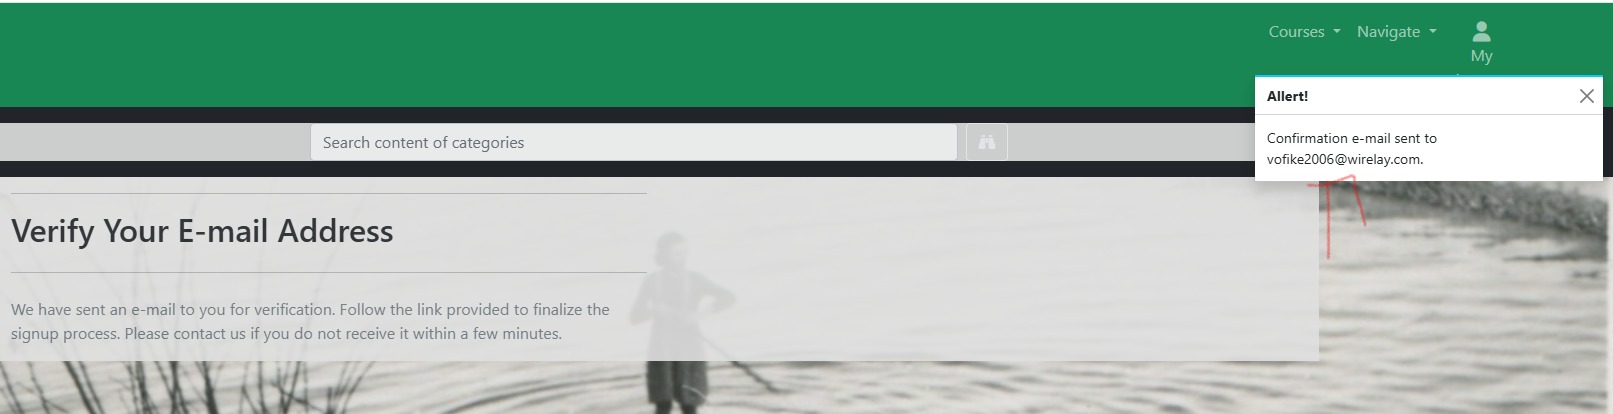 Courses
Navigate
My
Allert!
Confirmation e-mail sent to
vofike2006@wirelay.com.
Search content of categories
Verify Your E-mail Address
We have sent an e-mail to you for verification. Follow the link provided to finalize the
signup process. Please contact us if you do not receive it within a few minutes.